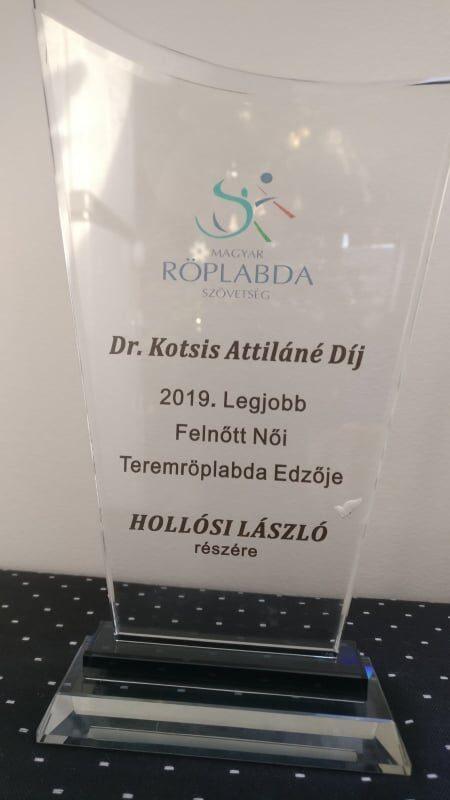 MAGYAR
RÖPLABDA
SZÖVETSÉG
Dr. Kotsis Attiláné Díj
2019. Legjobb
Felnőtt Női
Teremröplabda Edzője
HOLLÓSI LÁSZLÓ
részére